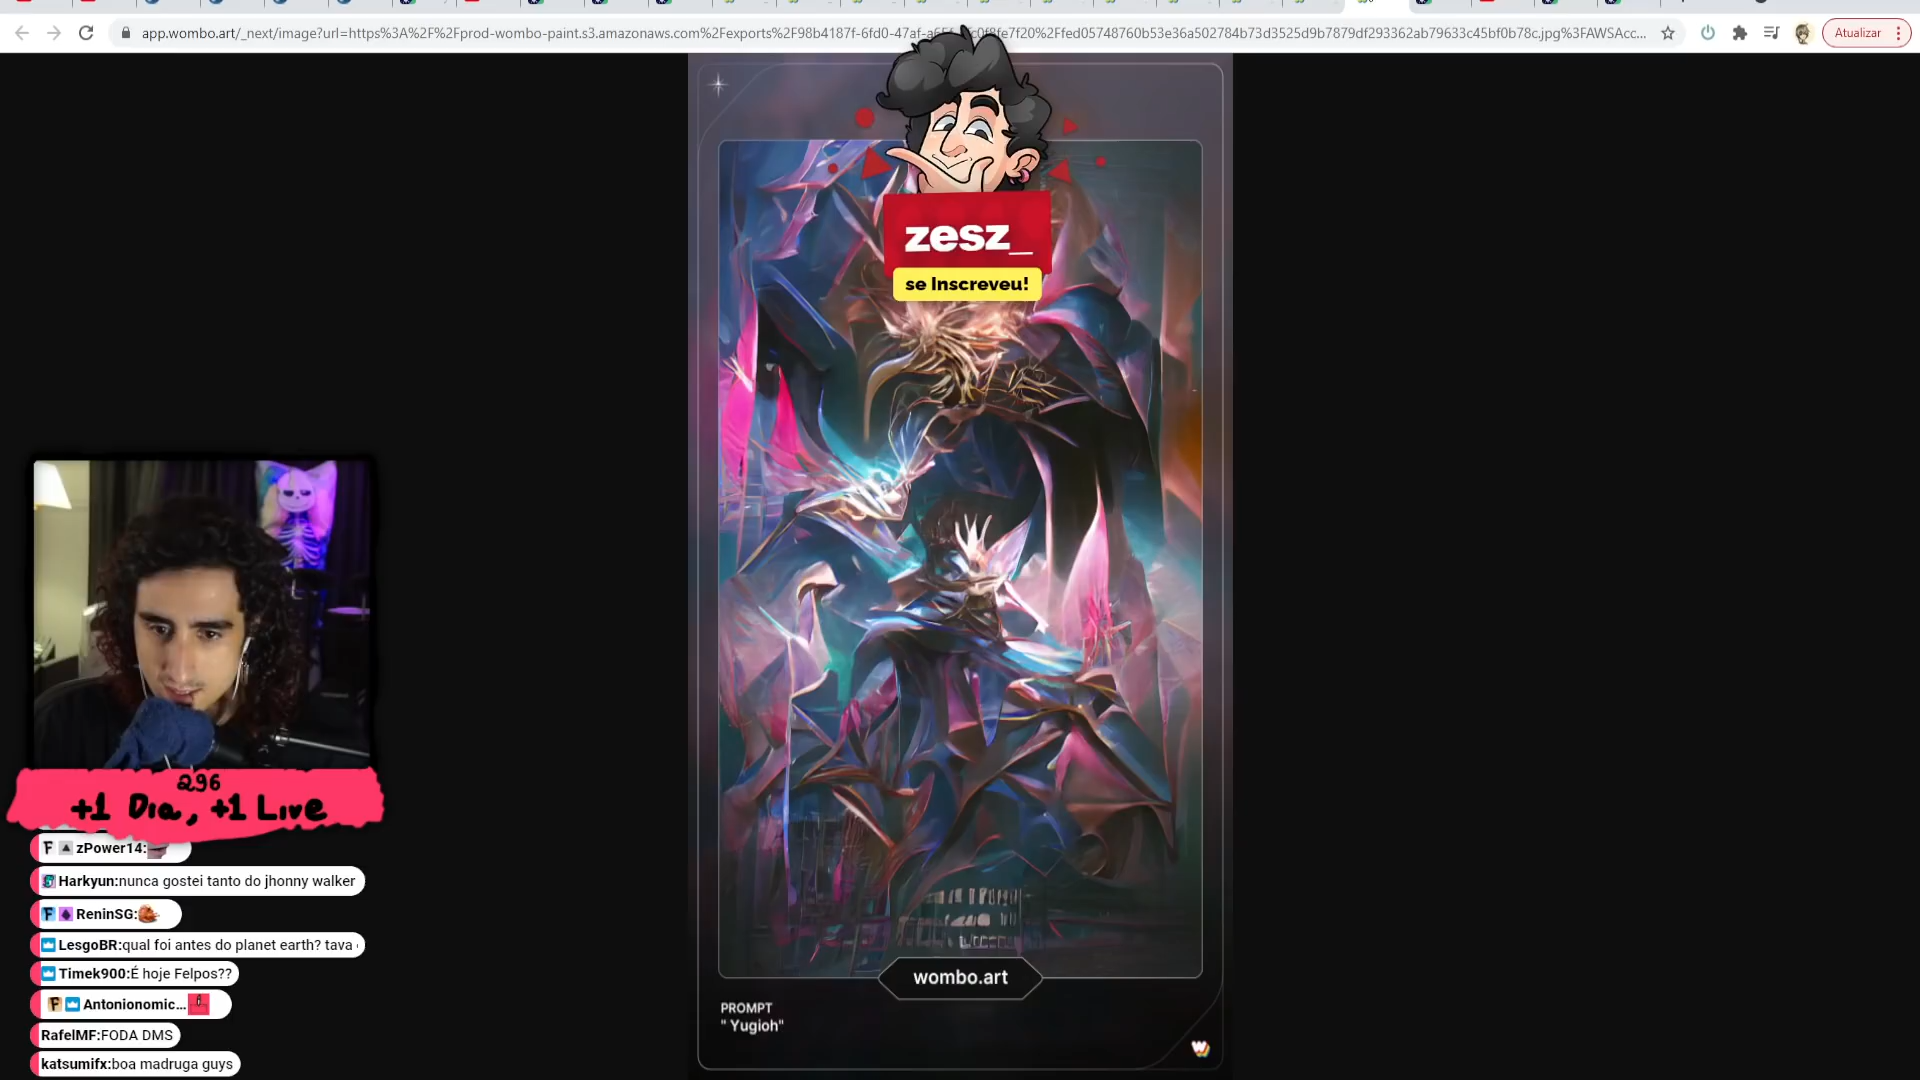 app.wombo.art/_next/image?url=https%3A%2F%2Fprod-wombo-paint.s3.amazonaws.com%2Fexports%2F98b4187f-6fd0-47af-
Atualizar
zesz_
se Inscreveu!
296
+1 Dia, +1 Live
zPower14:
Harkyun:nunca gostei tanto do jhonny walker
ReninSG:
LesgoBR:qual foi antes do planet earth? tava
Timek900:É hoje Felpos??
Antonionomic...
RafelMF:FODA DMS
katsumifx:boa madruga guys
wombo.art
PROMPT
" Yugioh"